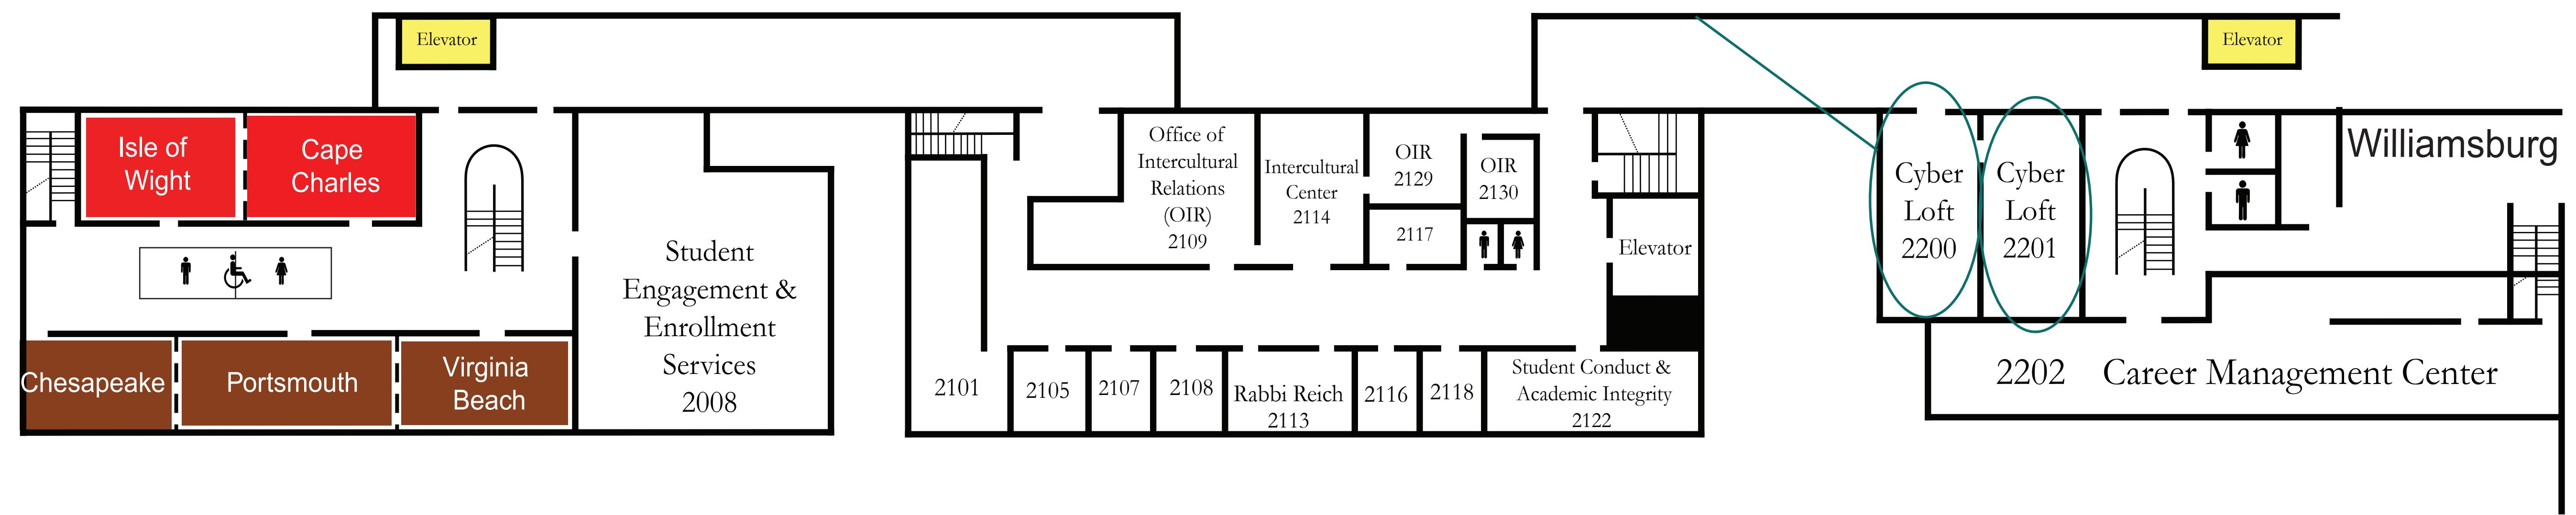 Elevator
Elevator
Isle of
Wight
Cape
Charles
Chesapeake
Portsmouth
Virginia
Beach
Student
Engagement &
Enrollment
Services
2008
Office of
Intercultural
Relations
(OIR)
2109
Intercultural
Center
2114
OIR
2129
OIR
2130
2117
Elevator
2101
2105
2107
2108
Rabbi Reich
2113
2116
2118
Student Conduct &
Academic Integrity
2122
Cyber
Loft
2200
Cyber
Loft
2201
Williamsburg
2202 Career Management Center